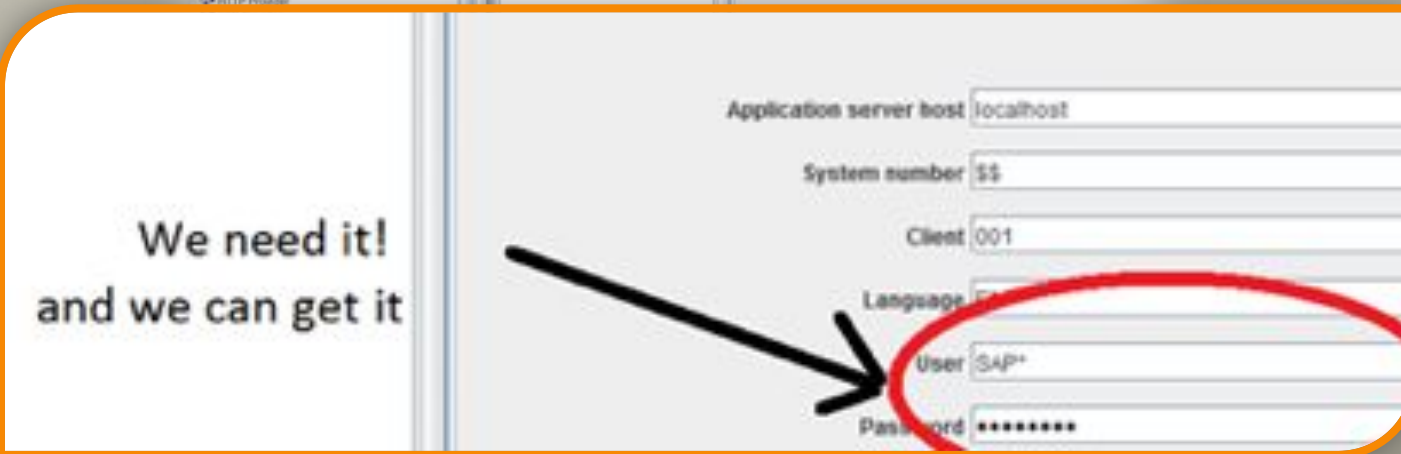 We need it!
and we can get it
Application server host localhost
System number $$
Client 001
Language
User SAP*
Password ••••••••